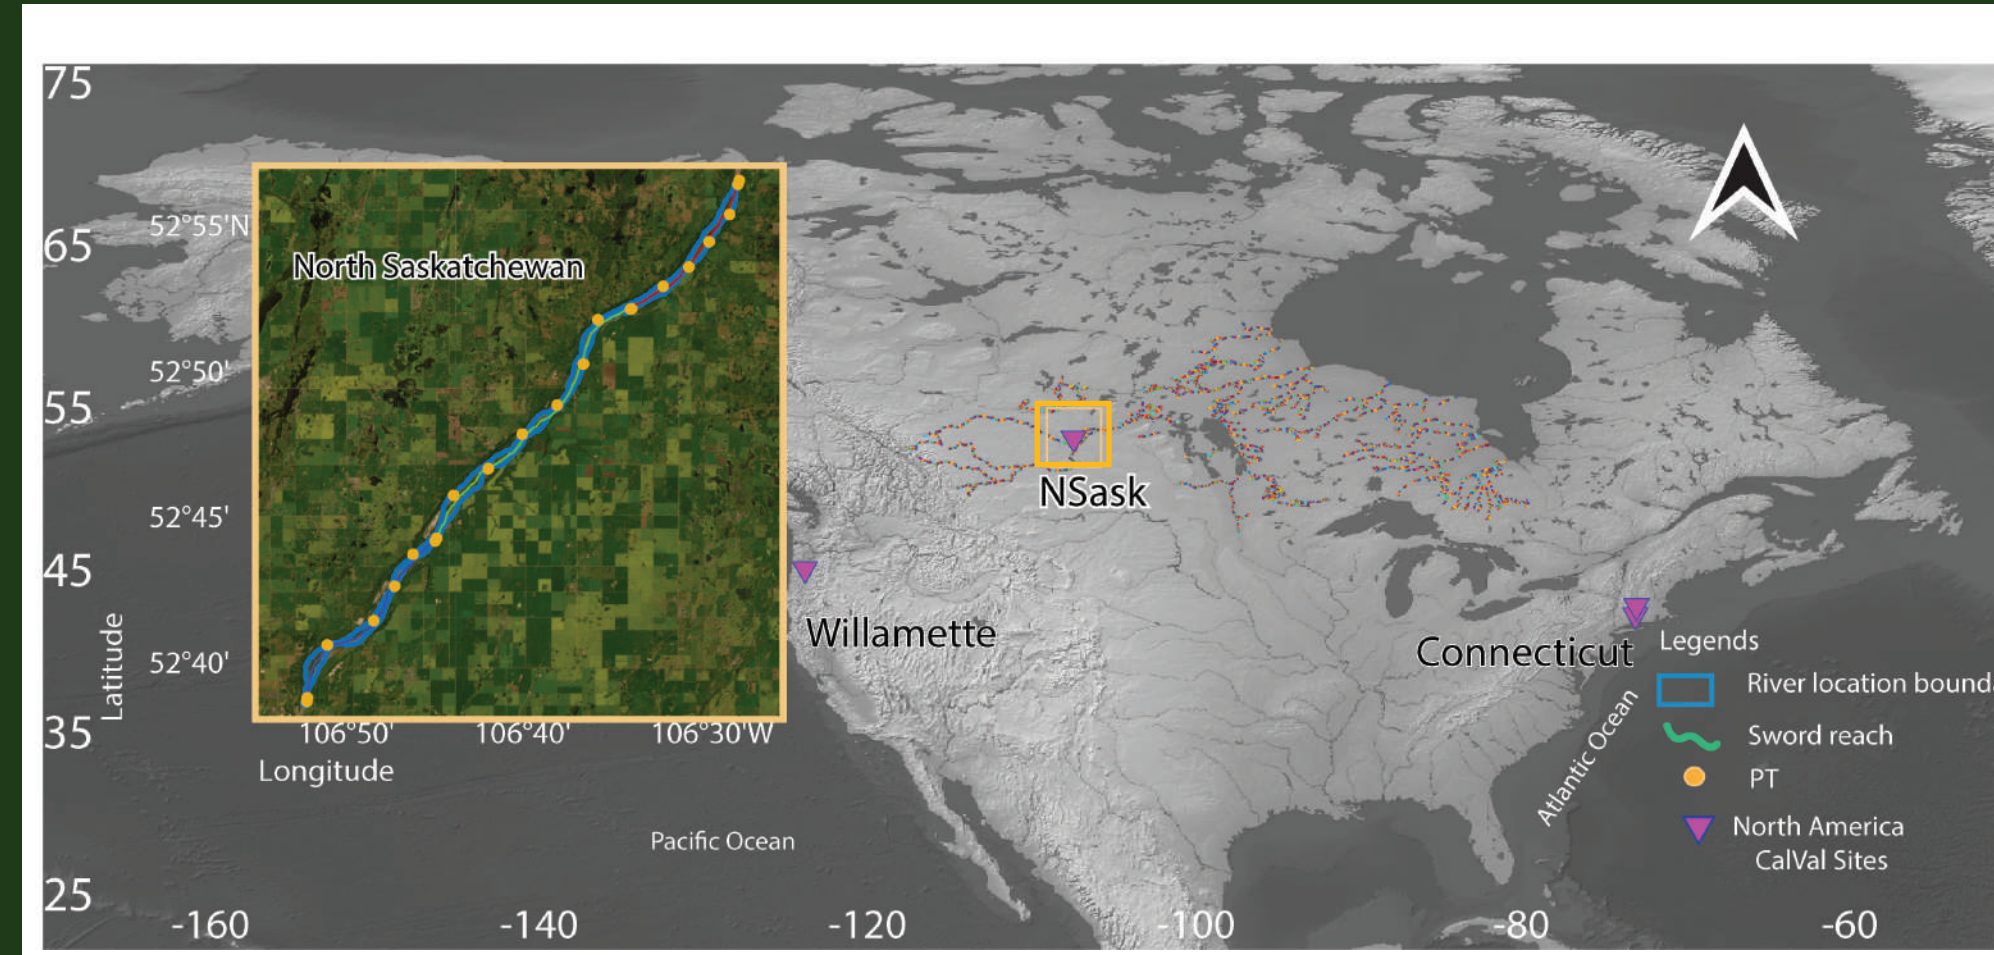 75
65
55
45
35
25
Latitude
52°55'N
52°50'
52°45'
52°40'
North Saskatchewan
106°50'
106°40'
106°30'W
Longitude
NSask
Willamette
Connecticut
Pacific Ocean
Atlantic Ocean
Legends
River location bounda
Sword reach
PT
North America
CalVal Sites
-160
-140
-120
-100
-80
-60